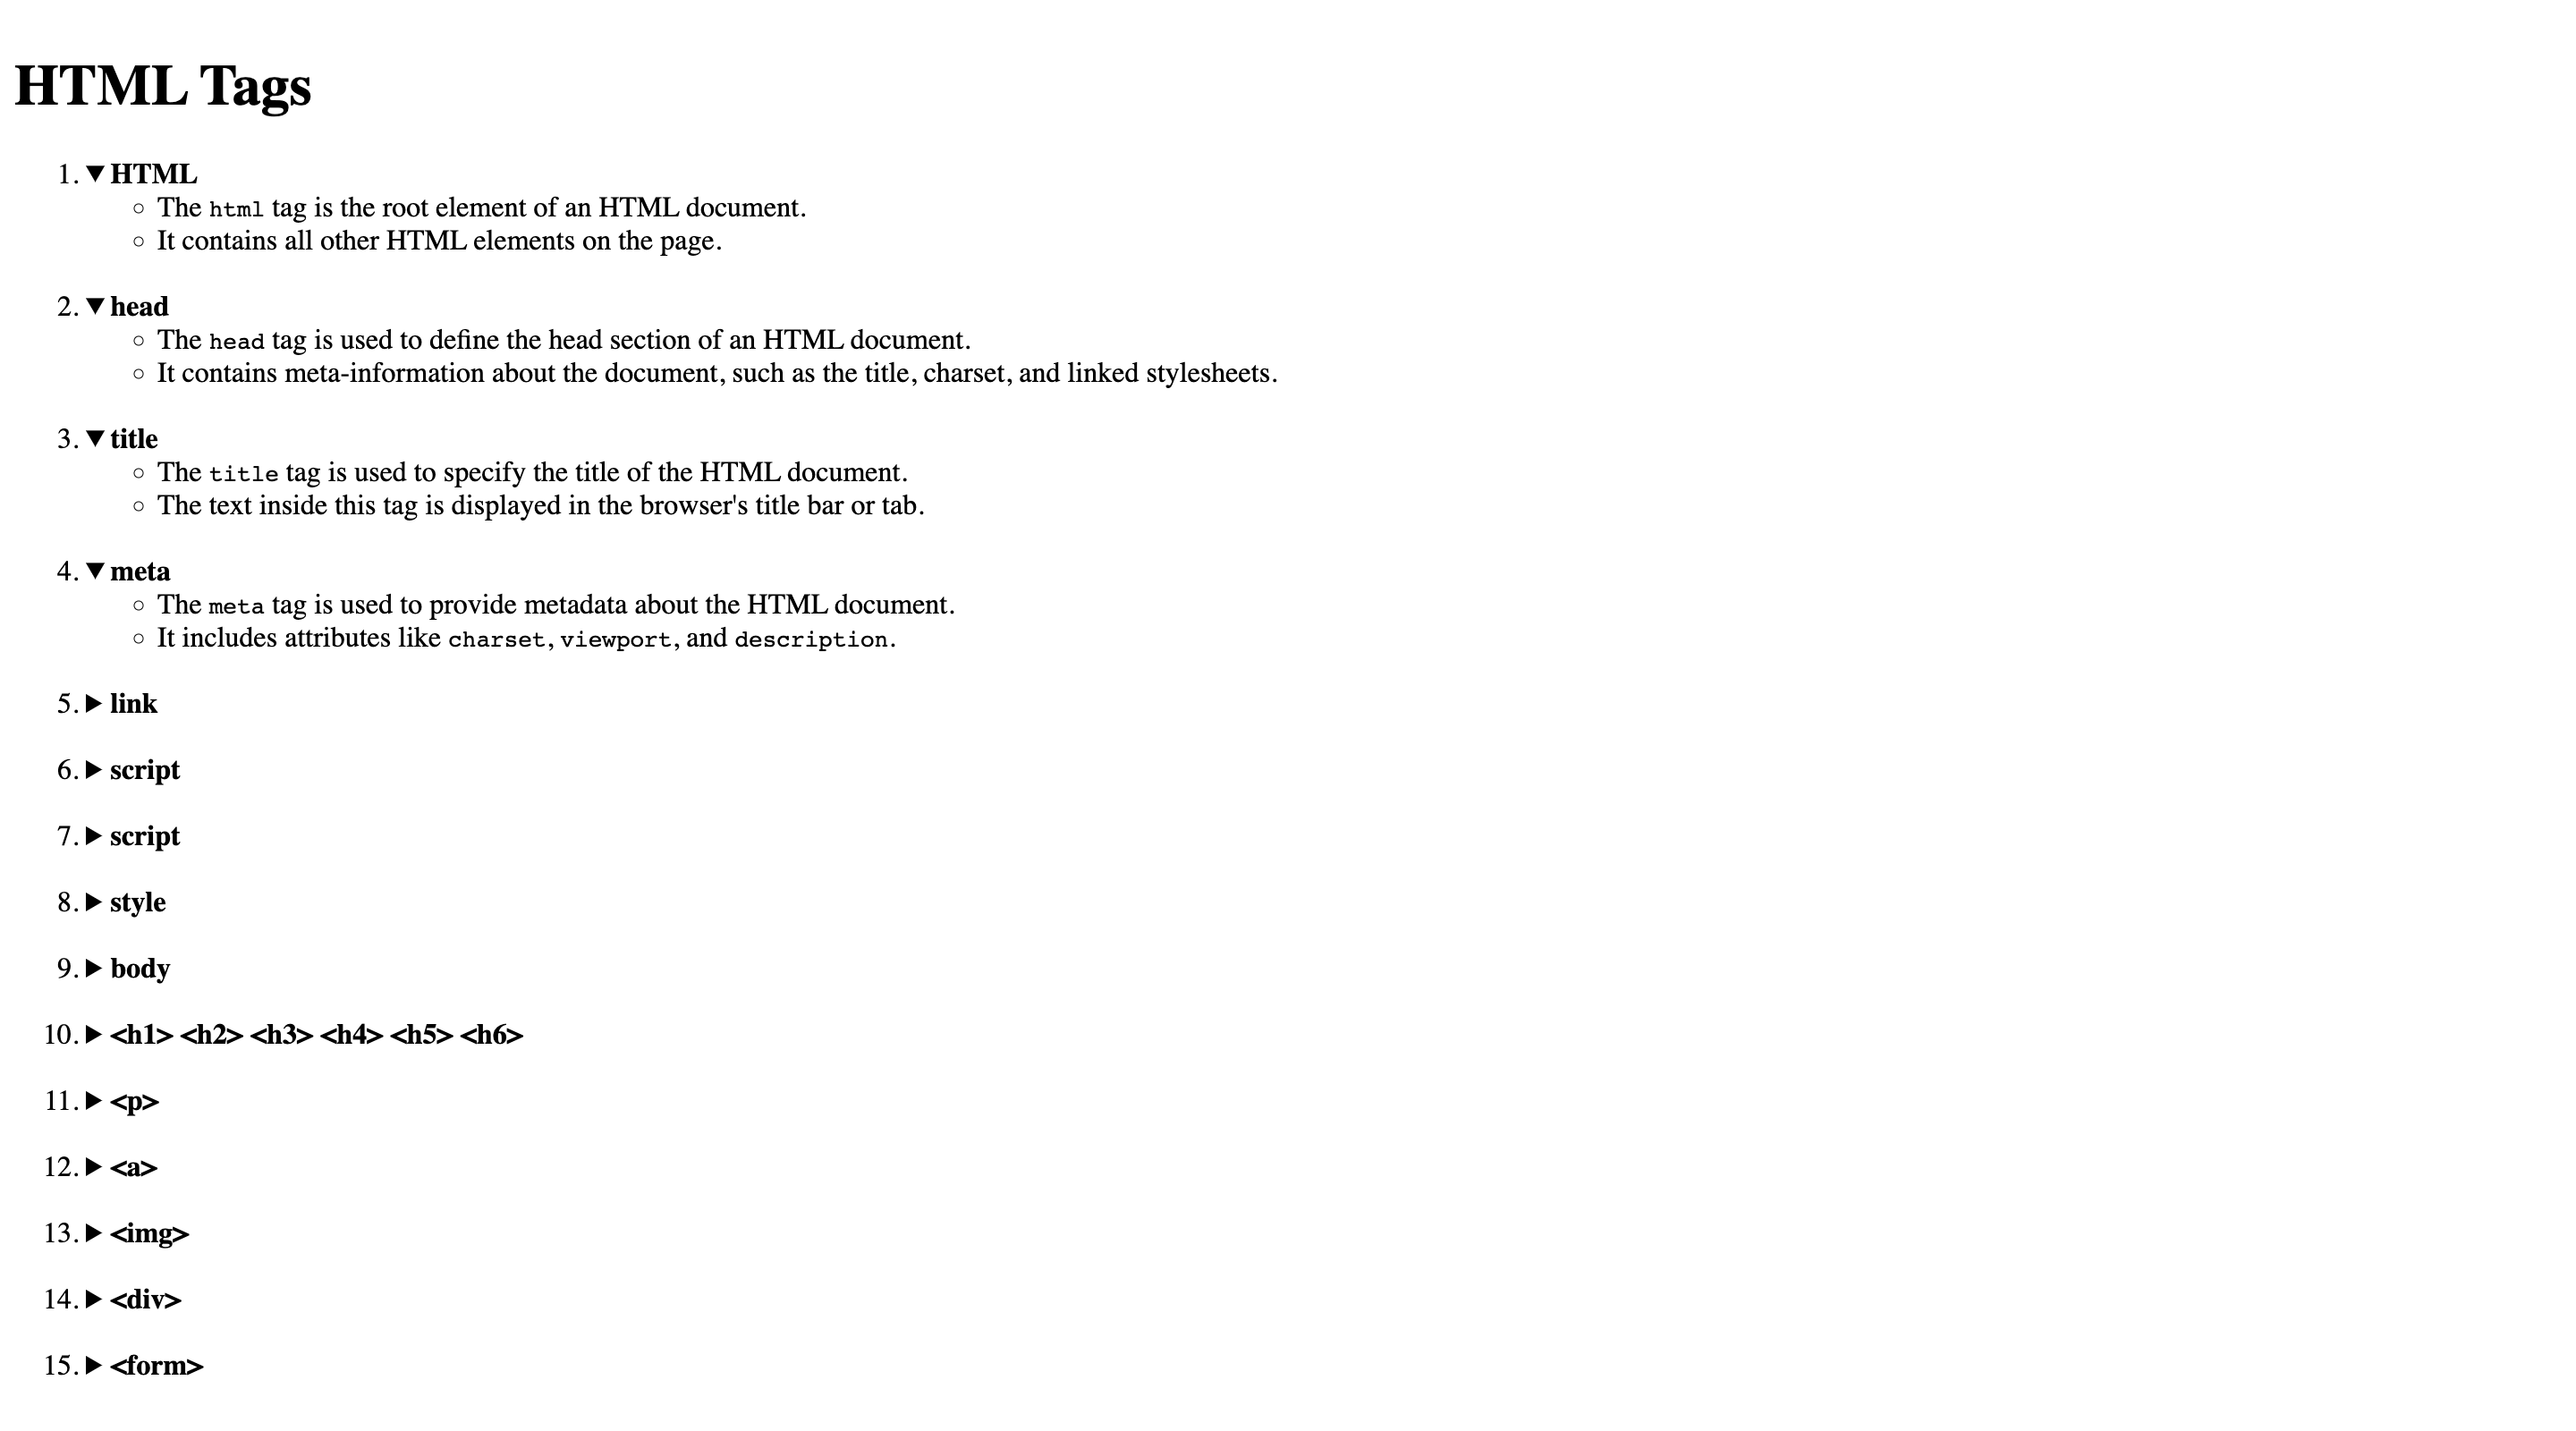 HTML Tags
1. ▼ HTML
○ The html tag is the root element of an HTML document.
○ It contains all other HTML elements on the page.
2. ▼ head
○ The head tag is used to define the head section of an HTML document.
○ It contains meta-information about the document, such as the title, charset, and linked stylesheets.
3. ▼ title
○ The title tag is used to specify the title of the HTML document.
○ The text inside this tag is displayed in the browser's title bar or tab.
4. ▼ meta
○ The meta tag is used to provide metadata about the HTML document.
○ It includes attributes like charset, viewport, and description.
5. ▶ link
6. ▶ script
7. ▶ script
8. ▶ style
9. ▶ body
10. ▶ <h1> <h2> <h3> <h4> <h5> <h6>
11. ▶ <p>
12. ▶ <a>
13. ▶ <img>
14. ▶ <div>
15. ▶ <form>